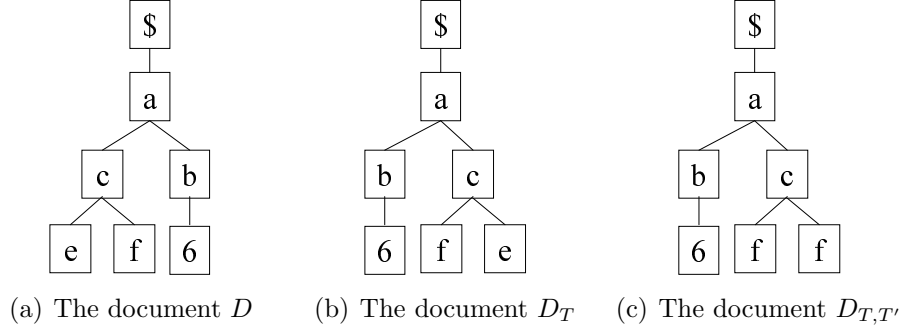 $ $ $
a a a
c b b c b c
e f 6 6 f e 6 f f
(a) The document D (b) The document D_T (c) The document D_{T,T′}